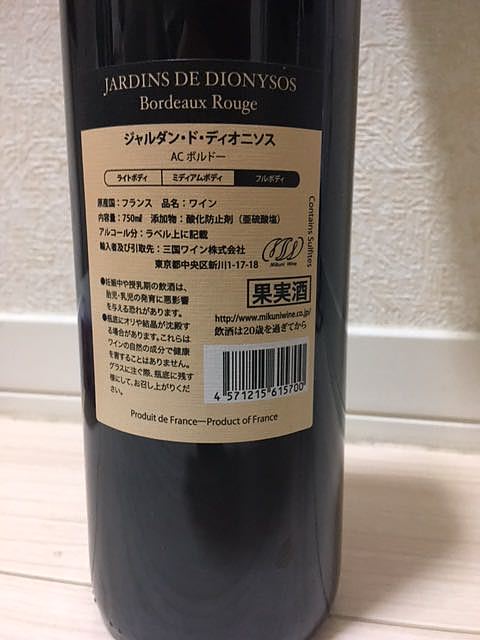 JARDINS DE DIONYSOS
Bordeaux Rouge
ジャルダン・ド・ディオニソス
AC ボルドー
ライトボディ ミディアムボディ フルボディ
原産国：フランス 品名：ワイン
内容量：750ml 添加物：酸化防止剤（亜硫酸塩）
アルコール分：ラベル上に記載
輸入者及び引取先：三国ワイン株式会社
東京都中央区新川1-17-18
Mikuni Wine
Contains Sulfites
●妊娠中や授乳期の飲酒は、
胎児・乳児の発育に悪影響
を与える恐れがあります。
●瓶底にオリや結晶が沈殿す
る場合があります。これらは
ワインの自然の成分で健康
を害することはありません。
グラスに注ぐ際、瓶底に残す
様にして、お召し上がりくだ
さい。
果実酒
http://www.mikuniwine.co.jp/
飲酒は20歳を過ぎてから
4 571215 615700
Produit de France—Product of France